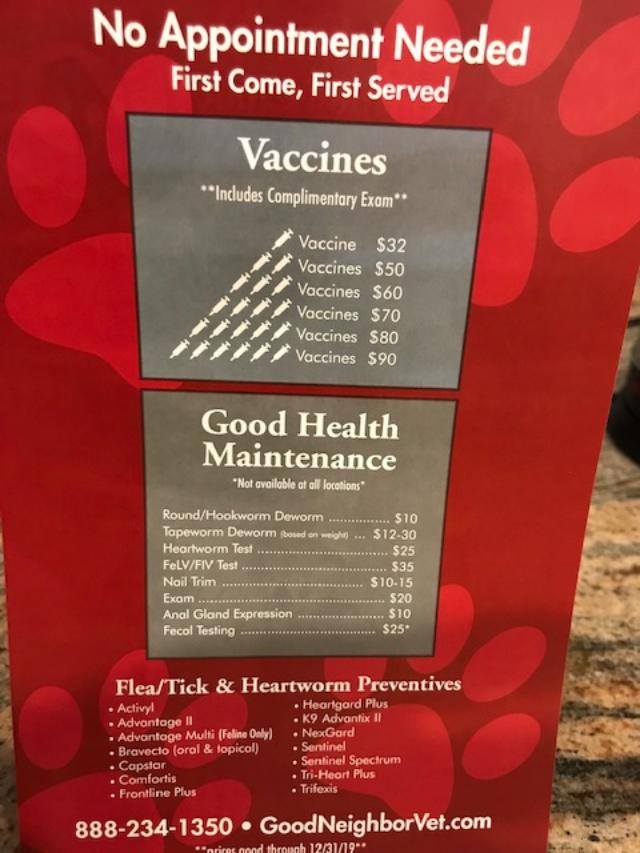 No Appointment Needed
First Come, First Served
Vaccines
**Includes Complimentary Exam**
Vaccine $32
Vaccines $50
Vaccines $60
Vaccines $70
Vaccines $80
Vaccines $90
Good Health
Maintenance
*Not available at all locations*
Round/Hookworm Deworm ................ $10
Tapeworm Deworm (based on weight) ... $12-30
Heartworm Test ................................... $25
FeLV/FIV Test ........................................ $35
Nail Trim ...................................... $10-15
Exam .................................................. $20
Anal Gland Expression ........................ $10
Fecal Testing ..................................... $25*
Flea/Tick & Heartworm Preventives
• Activyl
• Advantage II
• Advantage Multi (Feline Only)
• Bravecto (oral & topical)
• Capstar
• Comfortis
• Frontline Plus
• Heartgard Plus
• K9 Advantix II
• NexGard
• Sentinel
• Sentinel Spectrum
• Tri-Heart Plus
• Trifexis
888-234-1350 • GoodNeighborVet.com
**prices good through 12/31/19**